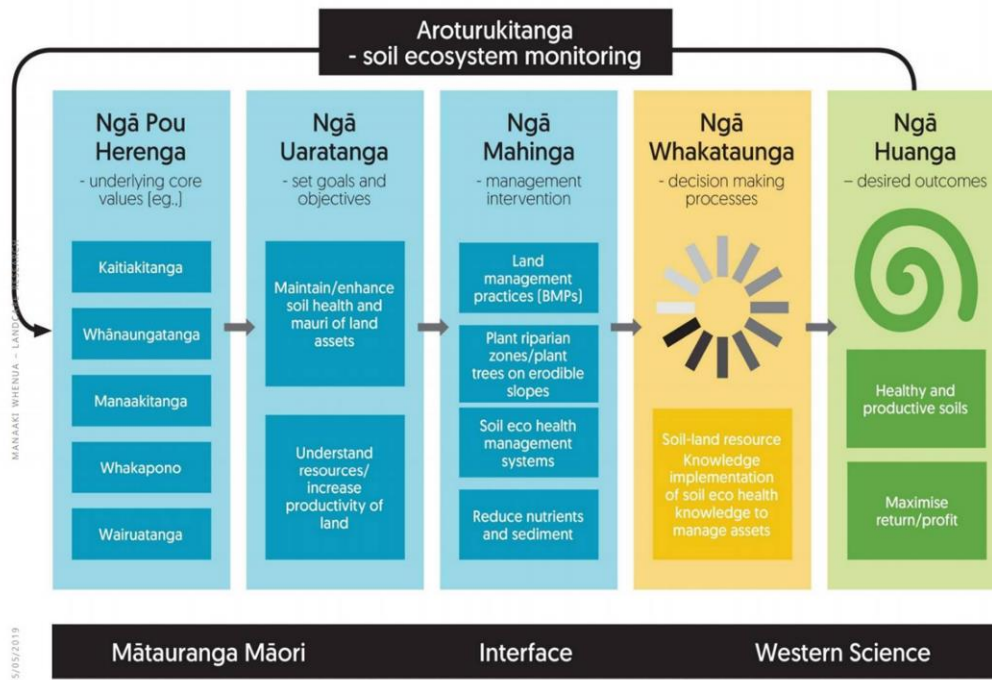 Aroturukitanga
- soil ecosystem monitoring
Ngā Pou
Herenga
- underlying core
values [eg.,]
Kaitiakitanga
Whānaungatanga
Manaakitanga
Whakapono
Wairuatanga
Ngā
Uaratanga
- set goals and
objectives
Maintain/enhance
soil health and
mauri of land
assets
Understand
resources/
increase
productivity of
land
Ngā
Mahinga
- management
intervention
Land
management
practices [BMPs]
Plant riparian
zones/plant
trees on erodible
slopes
Soil eco health
management
systems
Reduce nutrients
and sediment
Ngā
Whakataunga
- decision making
processes
Soil-land resource
Knowledge
implementation
of soil eco health
knowledge to
manage assets
Ngā
Huanga
– desired outcomes
Healthy and
productive soils
Maximise
return/profit
Mātauranga Māori
Interface
Western Science
MANAAKI WHENUA – LANDCARE RESEARCH
5/05/2019